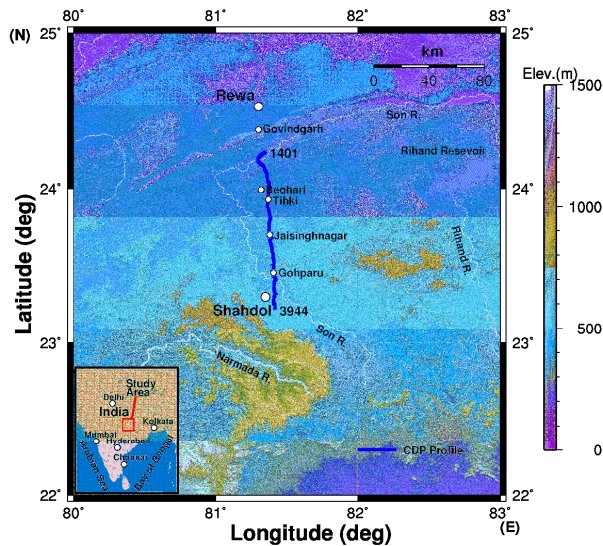 (N)
80°
81°
82°
83°
25°
25°
24°
24°
23°
23°
22°
22°
80°
81°
82°
83°
(E)
Latitude (deg)
Longitude (deg)
km
0
40
80
Elev.(m)
1500
1000
500
0
Rewa
Govindgarh
Son R.
Rihand Resevoir
1401
Beohari
Tihki
Jaisinghnagar
Rihand R.
Gohparu
Shahdol
3944
Son R.
Narmada R.
CDP Profile
Study
Area
Delhi
India
Kolkata
Mumbai
Hyderabad
Chennai
Arabian Sea
Bay of Bengal